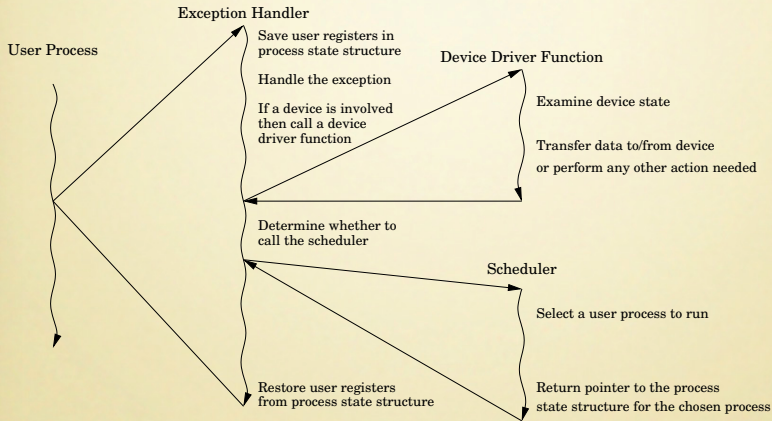 Exception Handler
User Process
Save user registers in
process state structure
Device Driver Function
Handle the exception
Examine device state
If a device is involved
then call a device
driver function
Transfer data to/from device
or perform any other action needed
Determine whether to
call the scheduler
Scheduler
Select a user process to run
Restore user registers
from process state structure
Return pointer to the process
state structure for the chosen process